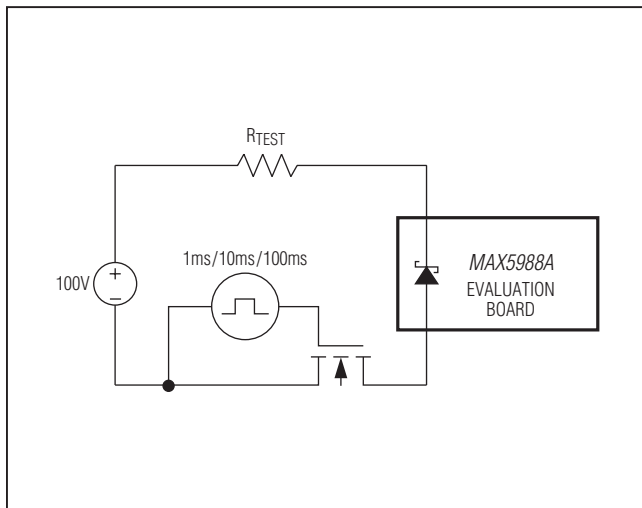 RTEST
1ms/10ms/100ms
100V
+
–
MAX5988A
EVALUATION
BOARD